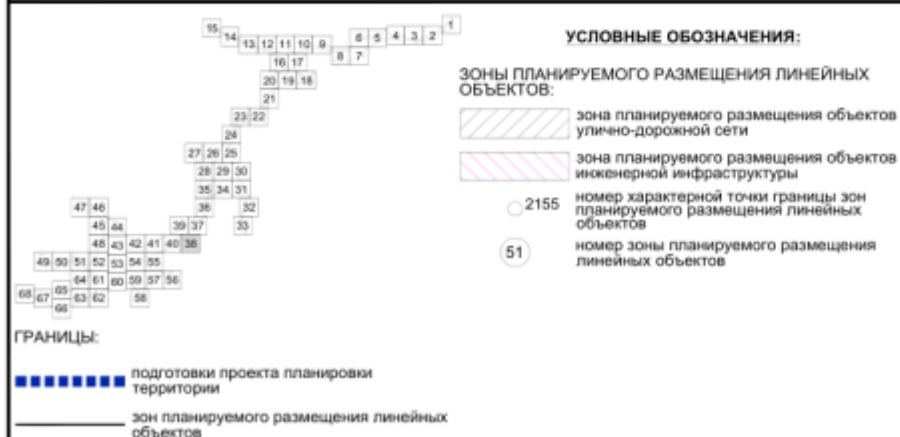 1
15
14
13 12 11 10 9
6 5 4 3 2
8 7
16 17
20 19 18
21
23 22
24
27 26 25
28 29 30
35 34 31
36 32
47 46
45 44
39 37
33
48 43 42 41 40 38
49 50 51 52 53 54 55
64 61 60 59 57 56
68 67 65 63 62 58
66
УСЛОВНЫЕ ОБОЗНАЧЕНИЯ:
ЗОНЫ ПЛАНИРУЕМОГО РАЗМЕЩЕНИЯ ЛИНЕЙНЫХ
ОБЪЕКТОВ:
зона планируемого размещения объектов
улично-дорожной сети
зона планируемого размещения объектов
инженерной инфраструктуры
2155
номер характерной точки границы зон
планируемого размещения линейных
объектов
51
номер зоны планируемого размещения
линейных объектов
ГРАНИЦЫ:
подготовки проекта планировки
территории
зон планируемого размещения линейных
объектов